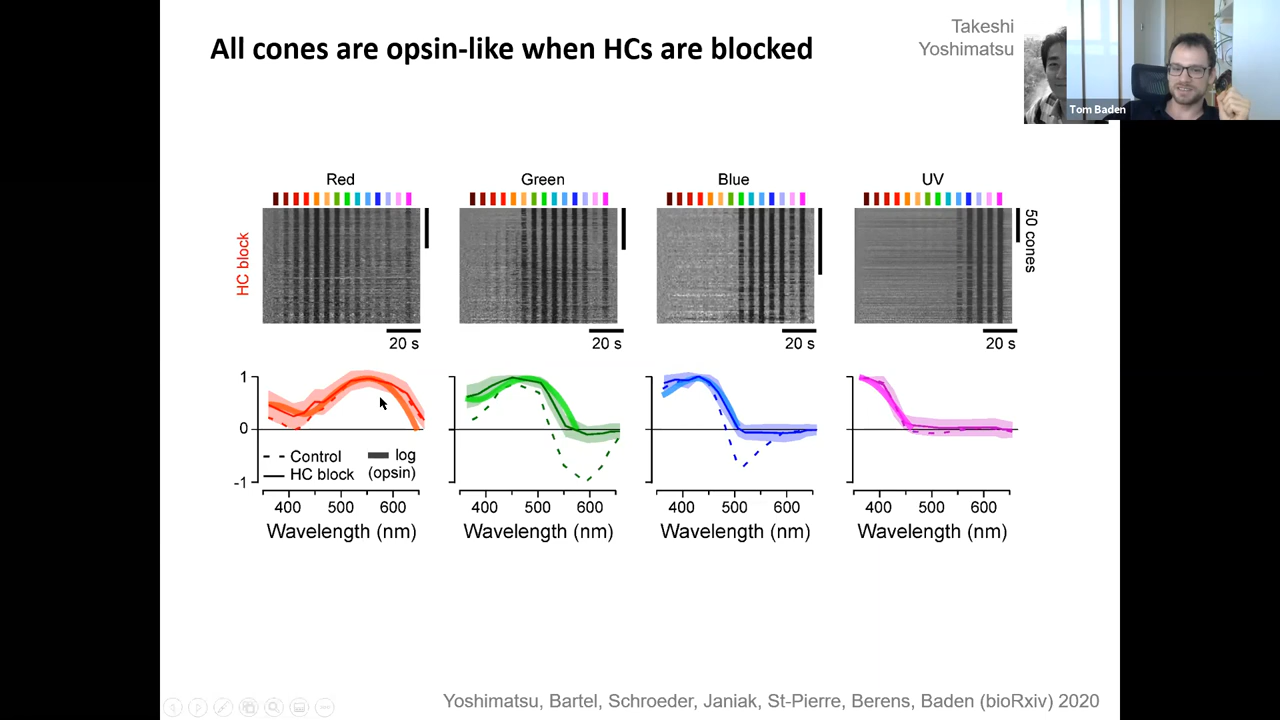 All cones are opsin-like when HCs are blocked
Takeshi
Yoshimatsu
Tom Baden
Red
Green
Blue
UV
HC block
50 cones
20 s
20 s
20 s
20 s
1
0
-1
Control
HC block
log
(opsin)
400 500 600
400 500 600
400 500 600
400 500 600
Wavelength (nm)
Wavelength (nm)
Wavelength (nm)
Wavelength (nm)
Yoshimatsu, Bartel, Schroeder, Janiak, St-Pierre, Berens, Baden (bioRxiv) 2020